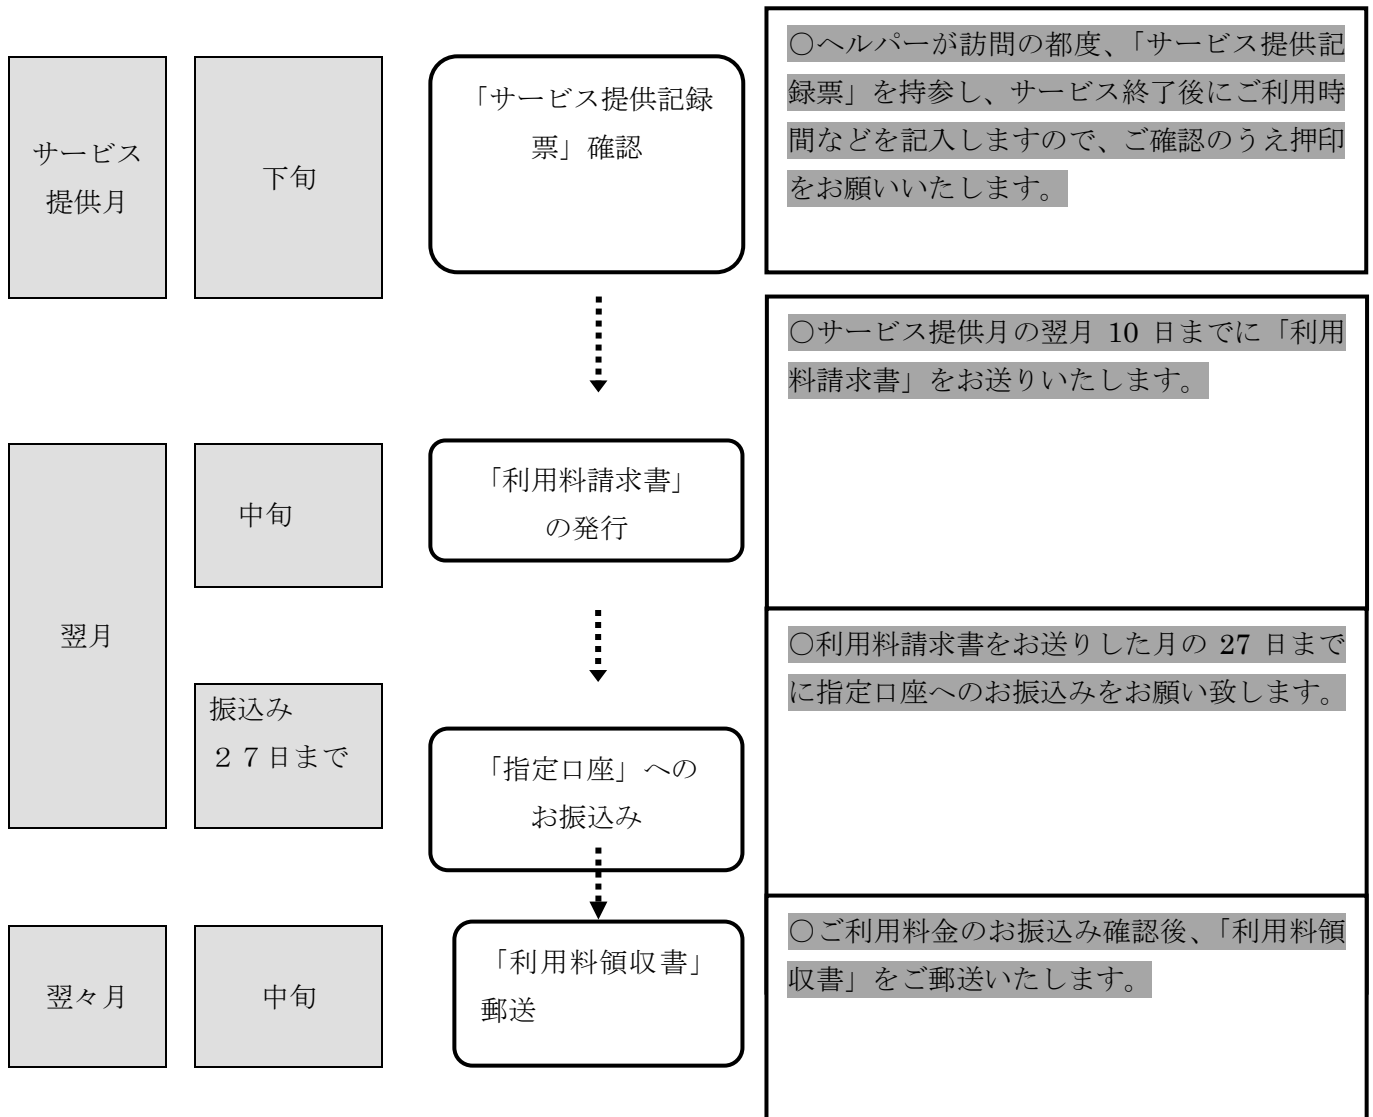 サービス
提供月
下旬
「サービス提供記録
票」確認
○ヘルパーが訪問の都度、「サービス提供記
録票」を持参し、サービス終了後にご利用時
間などを記入しますので、ご確認のうえ押印
をお願いいたします。
○サービス提供月の翌月 10 日までに「利用
料請求書」をお送りいたします。
翌月
中旬
「利用料請求書」
の発行
振込み
２７日まで
「指定口座」への
お振込み
○利用料請求書をお送りした月の 27 日まで
に指定口座へのお振込みをお願い致します。
翌々月
中旬
「利用料領収書」
郵送
○ご利用料金のお振込み確認後、「利用料領
収書」をご郵送いたします。